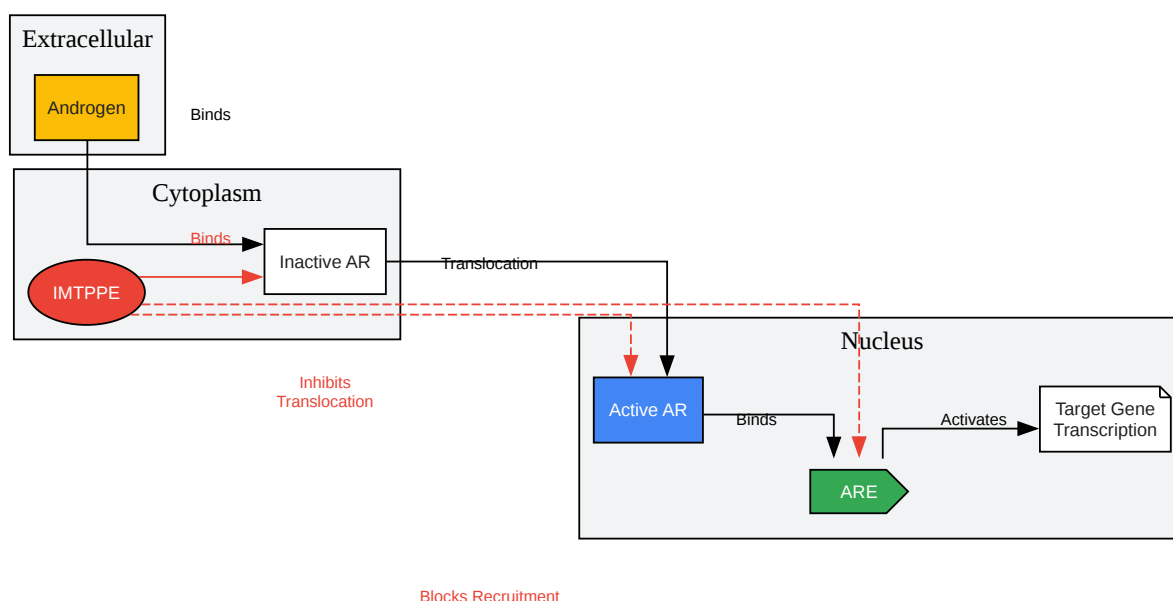 Extracellular
Androgen
Binds
Cytoplasm
Binds
Inactive AR
IMTPPE
Translocation
Nucleus
Inhibits
Translocation
Active AR
Binds
Activates
Target Gene
Transcription
ARE
Blocks Recruitment